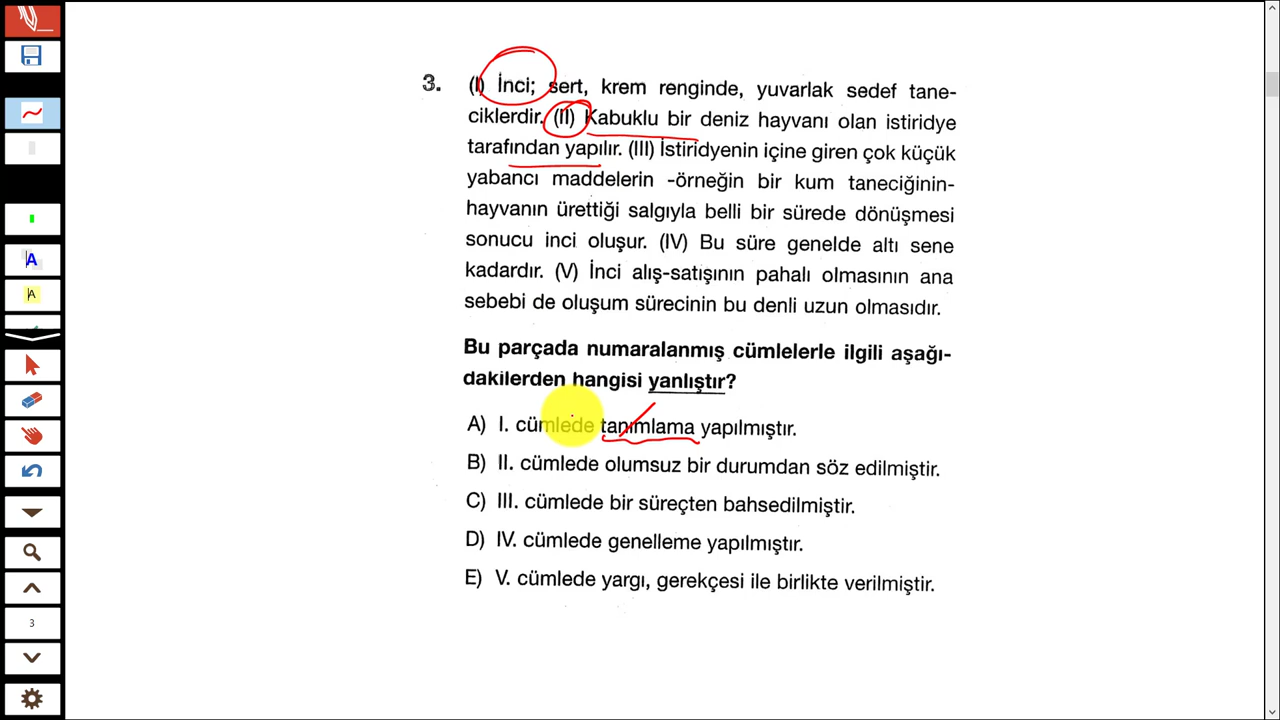 3. (I) İnci; sert, krem renginde, yuvarlak sedef tane-
ciklerdir. (II) Kabuklu bir deniz hayvanı olan istiridye
tarafından yapılır. (III) İstiridyenin içine giren çok küçük
yabancı maddelerin -örneğin bir kum taneciğinin-
hayvanın ürettiği salgıyla belli bir sürede dönüşmesi
sonucu inci oluşur. (IV) Bu süre genelde altı sene
kadardır. (V) İnci alış-satışının pahalı olmasının ana
sebebi de oluşum sürecinin bu denli uzun olmasıdır.
Bu parçada numaralanmış cümlelerle ilgili aşağı-
dakilerden hangisi yanlıştır?
A) I. cümlede tanımlama yapılmıştır.
B) II. cümlede olumsuz bir durumdan söz edilmiştir.
C) III. cümlede bir süreçten bahsedilmiştir.
D) IV. cümlede genelleme yapılmıştır.
E) V. cümlede yargı, gerekçesi ile birlikte verilmiştir.
A
A
3